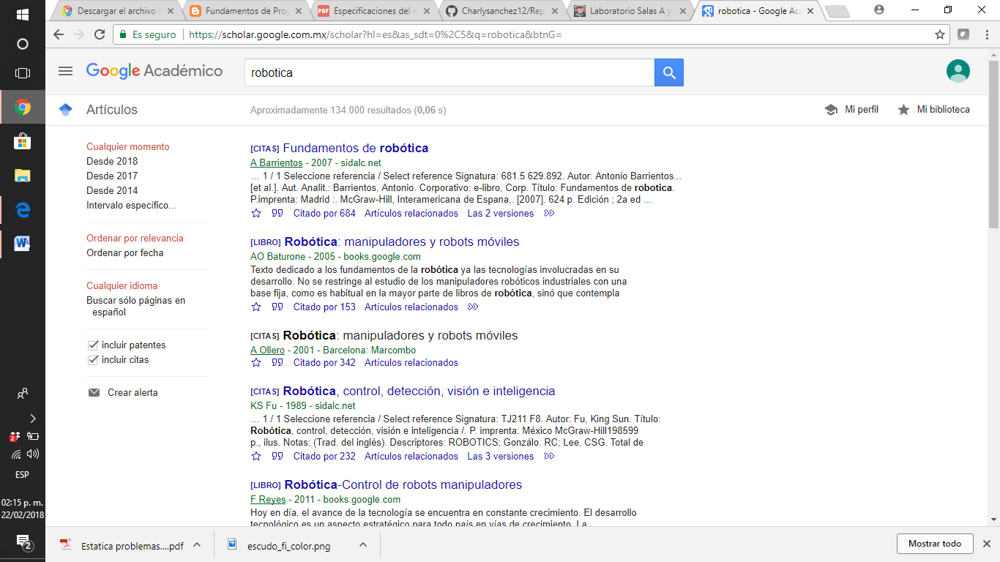 Descargar el archivo
Fundamentos de Prog
Especificaciones del r
Charlysanchez12/Rep
Laboratorio Salas A y
robotica - Google Aca
Es seguro
https://scholar.google.com.mx/scholar?hl=es&as_sdt=0%2C5&q=robotica&btnG=
Google Académico
robotica
Artículos
Aproximadamente 134.000 resultados (0,06 s)
Mi perfil
Mi biblioteca
Cualquier momento
Desde 2018
Desde 2017
Desde 2014
Intervalo específico...
Ordenar por relevancia
Ordenar por fecha
Cualquier idioma
Buscar sólo páginas en
español
incluir patentes
incluir citas
Crear alerta
[CITAS] Fundamentos de robótica
A Barrientos - 2007 - sidalc.net
... 1 / 1 Seleccione referencia / Select reference Signatura: 681.5 629.892. Autor: Antonio Barrientos...
[et al.]. Aut. Analit.: Barrientos, Antonio. Corporativo: e-libro, Corp. Título: Fundamentos de robotica.
P.imprenta: Madrid :. McGraw-Hill, Interamericana de Espana,. [2007]. 624 p. Edición ; 2a ed ...
Citado por 684 Artículos relacionados Las 2 versiones
[LIBRO] Robótica: manipuladores y robots móviles
AO Baturone - 2005 - books.google.com
Texto dedicado a los fundamentos de la robótica ya las tecnologías involucradas en su
desarrollo. No se restringe al estudio de los manipuladores robóticos industriales con una
base fija, como es habitual en la mayor parte de libros de robótica, sinó que contempla
Citado por 153 Artículos relacionados
[CITAS] Robótica: manipuladores y robots móviles
A Ollero - 2001 - Barcelona: Marcombo
Citado por 342 Artículos relacionados
[CITAS] Robótica, control, detección, visión e inteligencia
KS Fu - 1989 - sidalc.net
... 1 / 1 Seleccione referencia / Select reference Signatura: TJ211 F8. Autor: Fu, King Sun. Título:
Robótica, control, detección, visión e inteligencia /. P. imprenta: México McGraw-Hill198599
p., ilus. Notas: (Trad. del inglés). Descriptores: ROBOTICS; Gonzálo. RC; Lee, CSG. Total de
Citado por 232 Artículos relacionados Las 3 versiones
[LIBRO] Robótica-Control de robots manipuladores
F Reyes - 2011 - books.google.com
Hoy en día, el avance de la tecnología se encuentra en constante crecimiento. El desarrollo
tecnológico es un aspecto estratégico para todo país en vías de crecimiento. La
2
ESP
02:15 p. m.
22/02/2018
2
Estatica problemas....pdf
escudo_fi_color.png
Mostrar todo